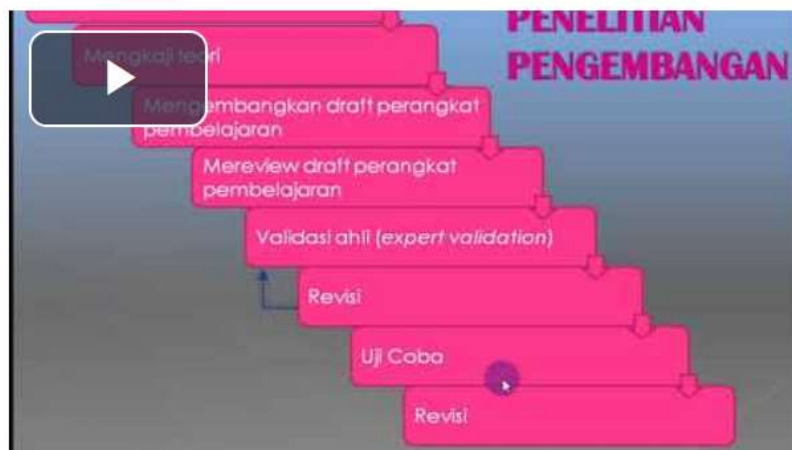 PENELITIAN
PENGEMBANGAN
Mengkaji teori
Mengembangkan draft perangkat
pembelajaran
Mereview draft perangkat
pembelajaran
Validasi ahli (expert validation)
Revisi
Uji Coba
Revisi